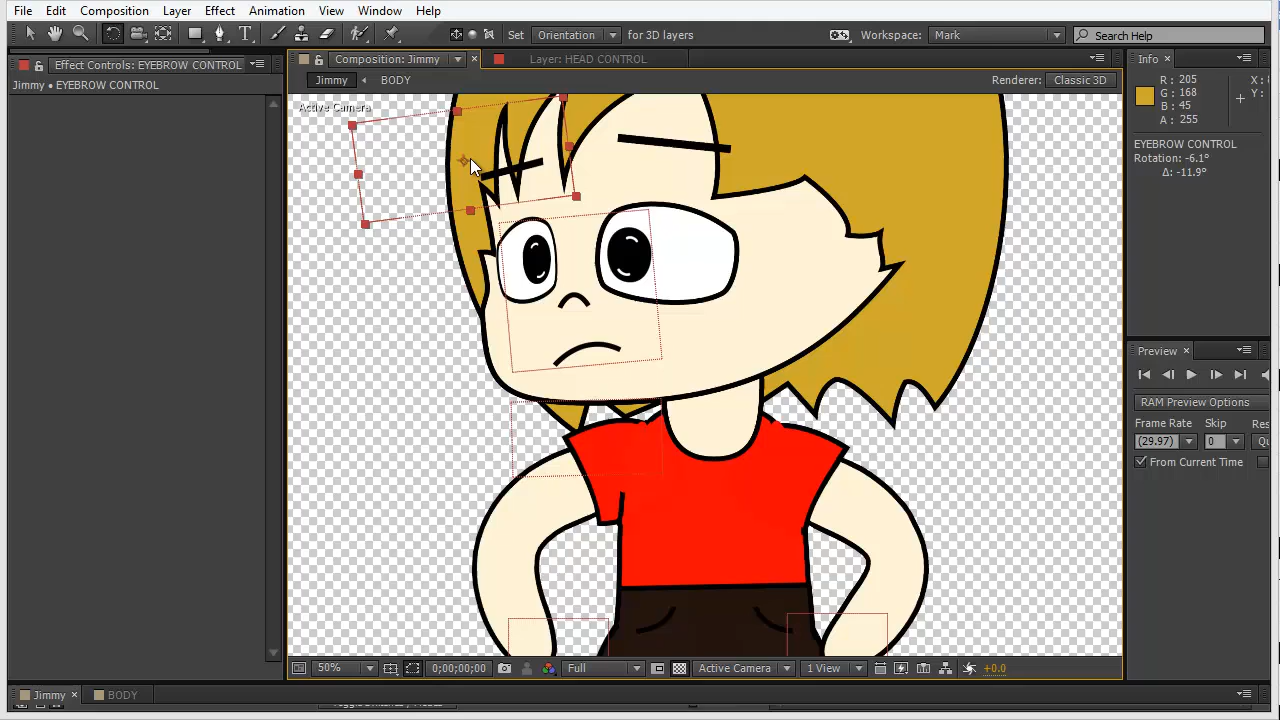 File Edit Composition Layer Effect Animation View Window Help
Set Orientation for 3D layers Workspace: Mark Search Help
Effect Controls: EYEBROW CONTROL
Composition: Jimmy
Layer: HEAD CONTROL
Info
Jimmy • EYEBROW CONTROL
Jimmy BODY
Renderer: Classic 3D
Active Camera
R: 205
G: 168
B: 45
A: 255
X:
Y:
EYEBROW CONTROL
Rotation: -6.1°
Δ: -11.9°
Preview
RAM Preview Options
Frame Rate Skip Res
(29.97) 0 Qu
From Current Time
50% 0;00;00;00 Full Active Camera 1 View +0.0
Jimmy BODY